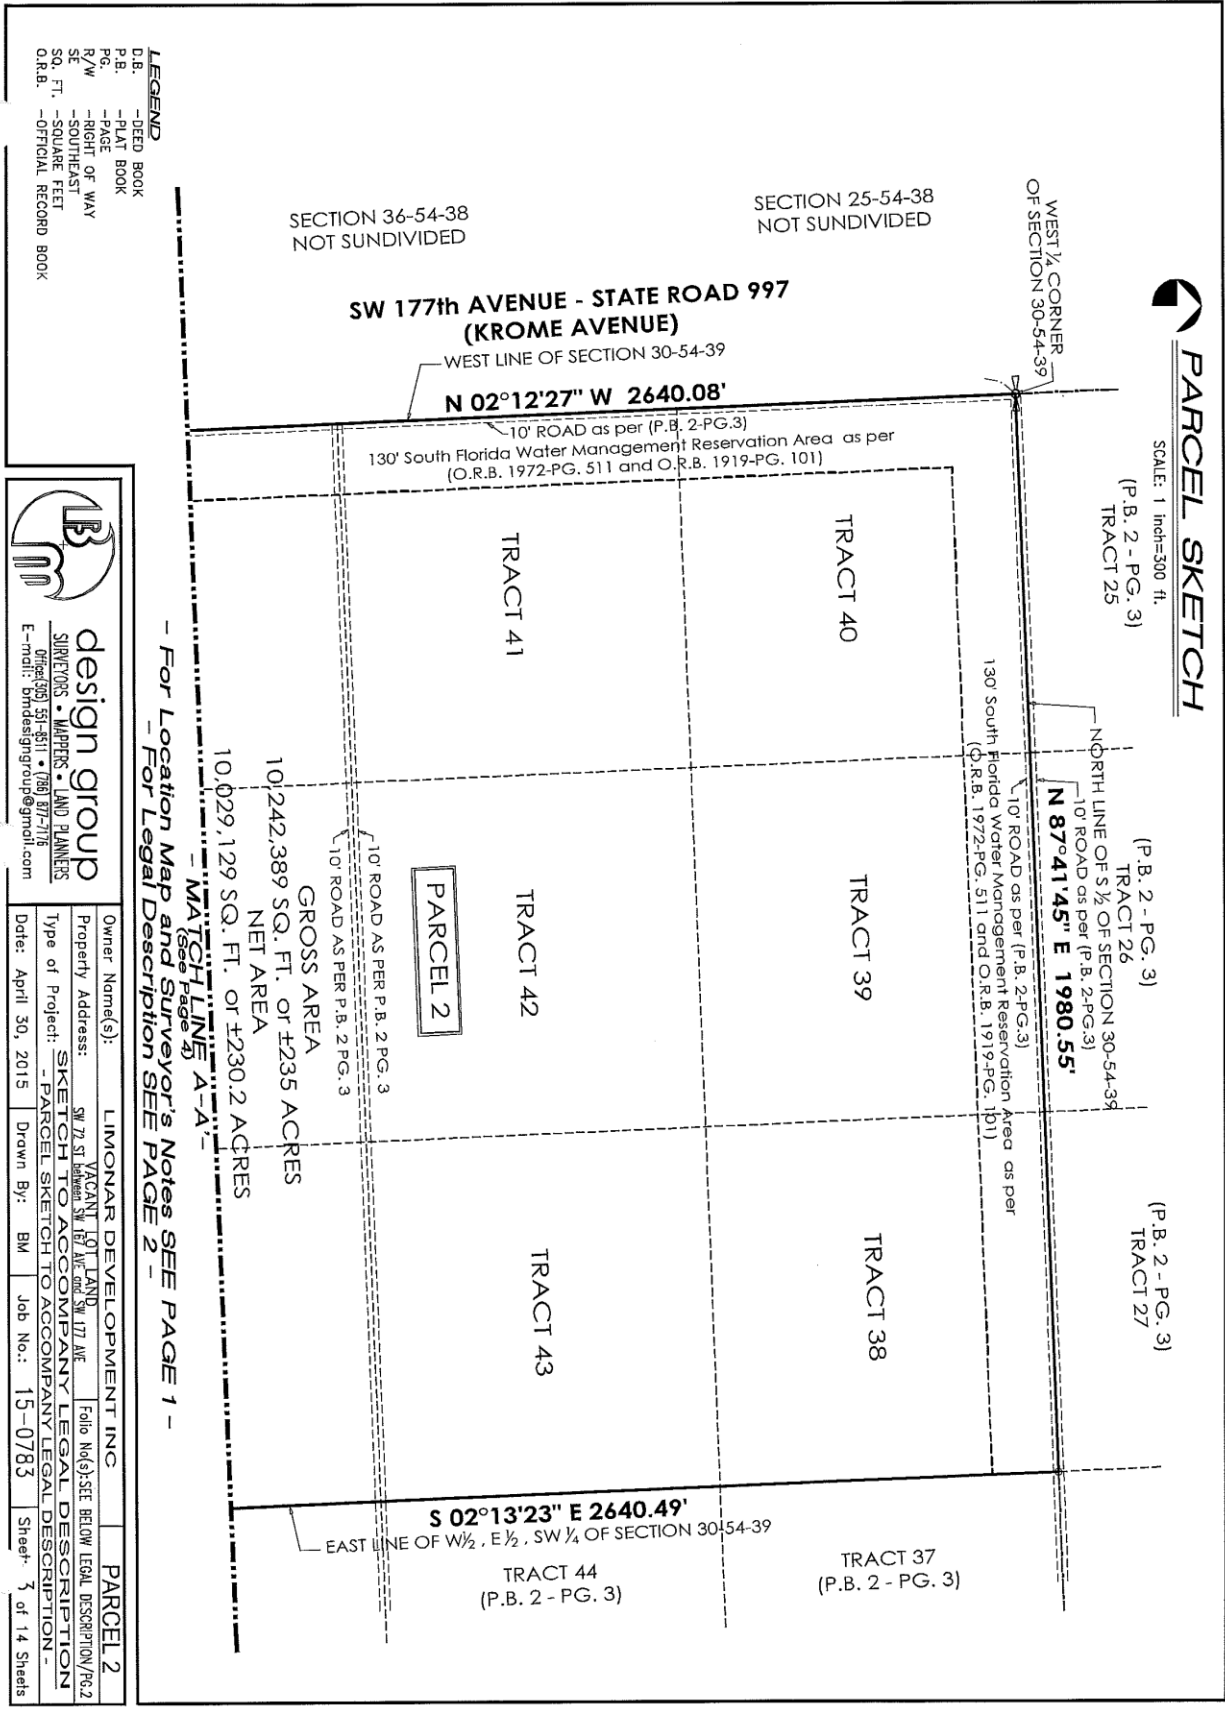 PARCEL SKETCH
SCALE: 1 inch=300 ft.
(P.B. 2 - PG. 3)
TRACT 25
(P.B. 2 - PG. 3)
TRACT 26
(P.B. 2 - PG. 3)
TRACT 27
WEST ¼ CORNER
OF SECTION 30-54-39
NORTH LINE OF S ½ OF SECTION 30-54-39
10' ROAD as per (P.B. 2-PG.3)
N 87°41'45" E 1980.55'
10' ROAD as per (P.B. 2-PG.3)
130' South Florida Water Management Reservation Area as per
(O.R.B. 1972-PG. 511 and O.R.B. 1919-PG. 101)
SECTION 25-54-38
NOT SUNDIVIDED
SECTION 36-54-38
NOT SUNDIVIDED
SW 177th AVENUE - STATE ROAD 997
(KROME AVENUE)
WEST LINE OF SECTION 30-54-39
N 02°12'27" W 2640.08'
10' ROAD as per (P.B. 2-PG.3)
130' South Florida Water Management Reservation Area as per
(O.R.B. 1972-PG. 511 and O.R.B. 1919-PG. 101)
TRACT 40
TRACT 39
TRACT 38
TRACT 41
TRACT 42
TRACT 43
PARCEL 2
10' ROAD AS PER P.B. 2 PG. 3
10' ROAD AS PER P.B. 2 PG. 3
GROSS AREA
10,242,389 SQ. FT. or ±235 ACRES
NET AREA
10,029,129 SQ. FT. or ±230.2 ACRES
S 02°13'23" E 2640.49'
EAST LINE OF W½ , E ½ , SW ¼ OF SECTION 30-54-39
TRACT 37
(P.B. 2 - PG. 3)
TRACT 44
(P.B. 2 - PG. 3)
- MATCH LINE A-A'-
(See Page 4)
- For Location Map and Surveyor's Notes SEE PAGE 1 -
- For Legal Description SEE PAGE 2 -
LEGEND
D.B. -DEED BOOK
P.B. -PLAT BOOK
PG. -PAGE
R/W -RIGHT OF WAY
SE -SOUTHEAST
SQ. FT. -SQUARE FEET
O.R.B. -OFFICIAL RECORD BOOK
LBm
design group
SURVEYORS • MAPPERS • LAND PLANNERS
Office:(305) 551-8511 • (786) 877-7176
E-mail: bmdesigngroup@gmail.com
Owner Name(s): LIMONAR DEVELOPMENT INC
PARCEL 2
Property Address: VACANT LOT LAND
SW 72 ST between SW 167 AVE and SW 177 AVE
Folio No(s):SEE BELOW LEGAL DESCRIPTION/PG.2
Type of Project: SKETCH TO ACCOMPANY LEGAL DESCRIPTION
- PARCEL SKETCH TO ACCOMPANY LEGAL DESCRIPTION -
Date: April 30, 2015 Drawn By: BM Job No.: 15-0783 Sheet: 3 of 14 Sheets